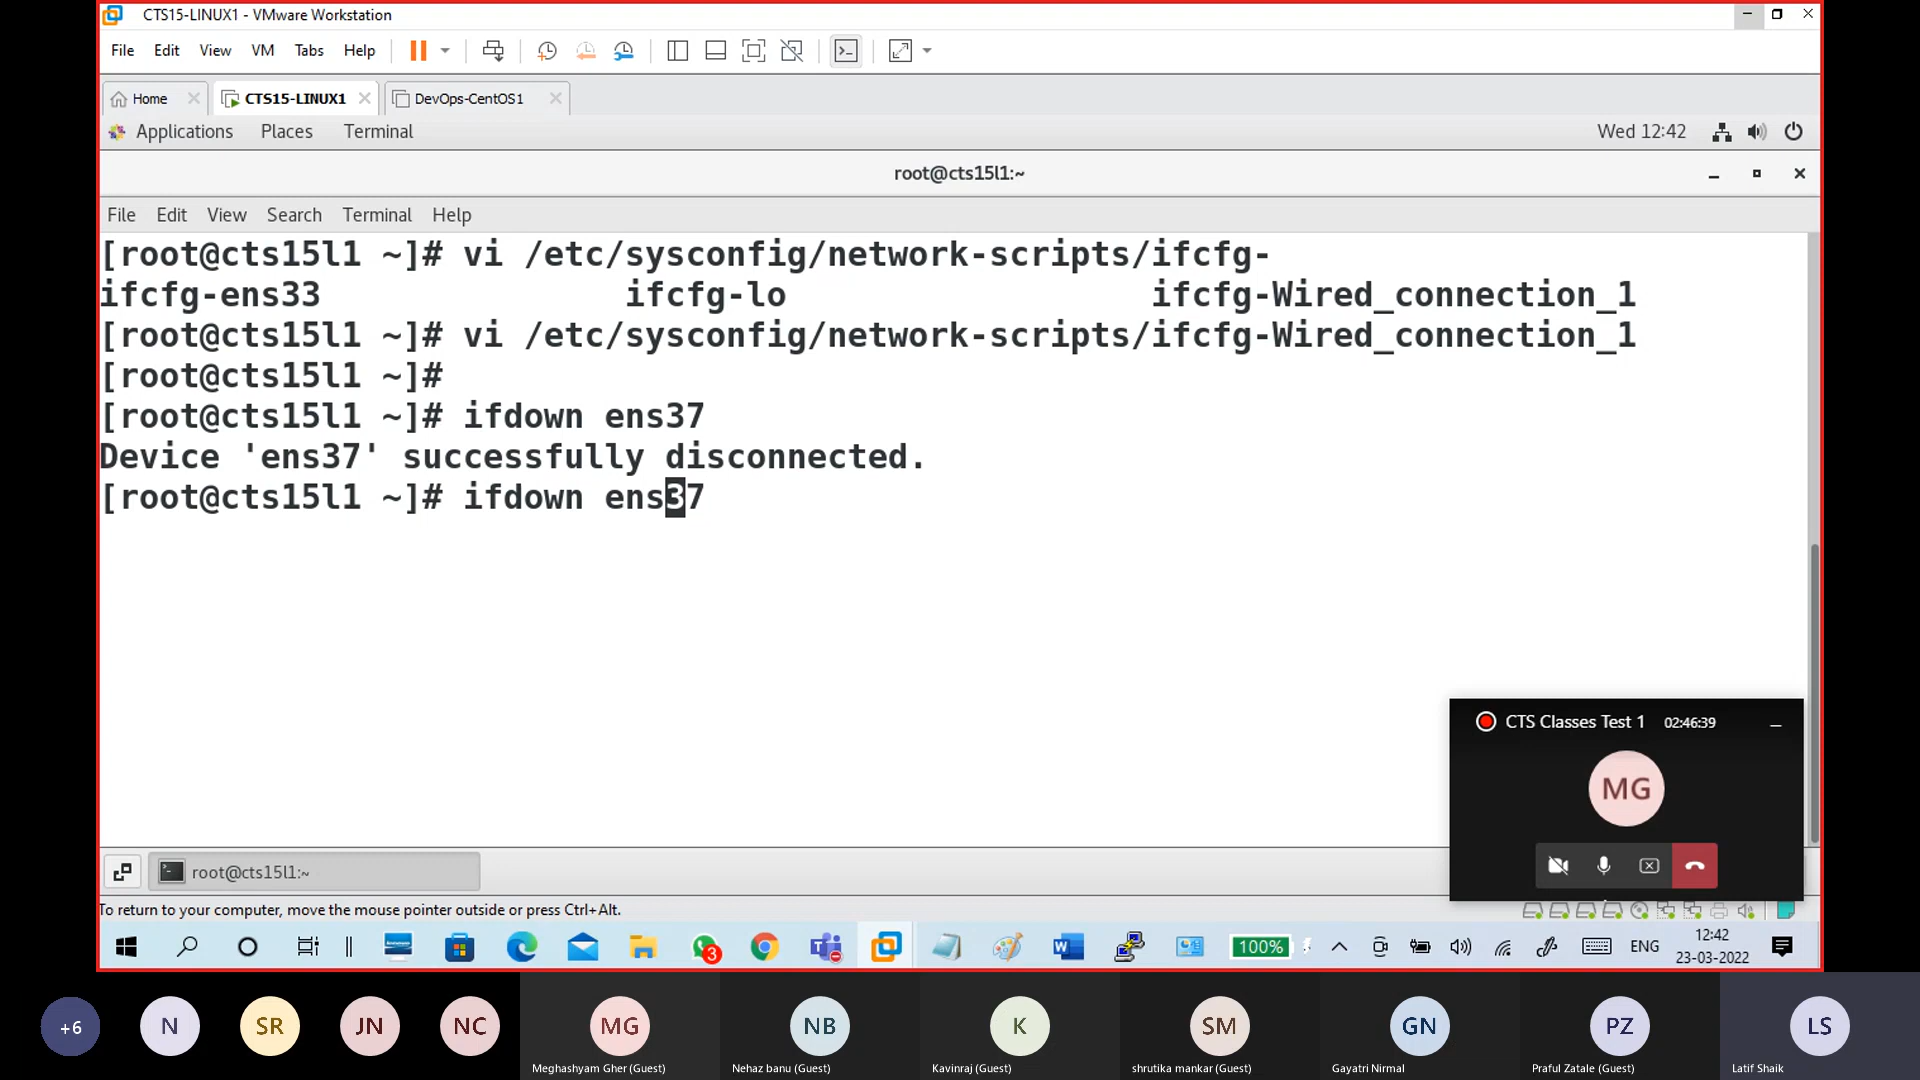 CTS15-LINUX1 - VMware Workstation
File Edit View VM Tabs Help
Home CTS15-LINUX1 DevOps-CentOS1
Applications Places Terminal Wed 12:42
root@cts15l1:~
File Edit View Search Terminal Help
[root@cts15l1 ~]# vi /etc/sysconfig/network-scripts/ifcfg-
ifcfg-ens33 ifcfg-lo ifcfg-Wired_connection_1
[root@cts15l1 ~]# vi /etc/sysconfig/network-scripts/ifcfg-Wired_connection_1
[root@cts15l1 ~]#
[root@cts15l1 ~]# ifdown ens37
Device 'ens37' successfully disconnected.
[root@cts15l1 ~]# ifdown ens37
CTS Classes Test 1 02:46:39
MG
root@cts15l1:~
To return to your computer, move the mouse pointer outside or press Ctrl+Alt.
3 100% ENG 12:42
23-03-2022
+6 N SR JN NC MG NB K SM GN PZ LS
Meghashyam Gher (Guest) Nehaz banu (Guest) Kavinraj (Guest) shrutika mankar (Guest) Gayatri Nirmal Praful Zatale (Guest) Latif Shaik